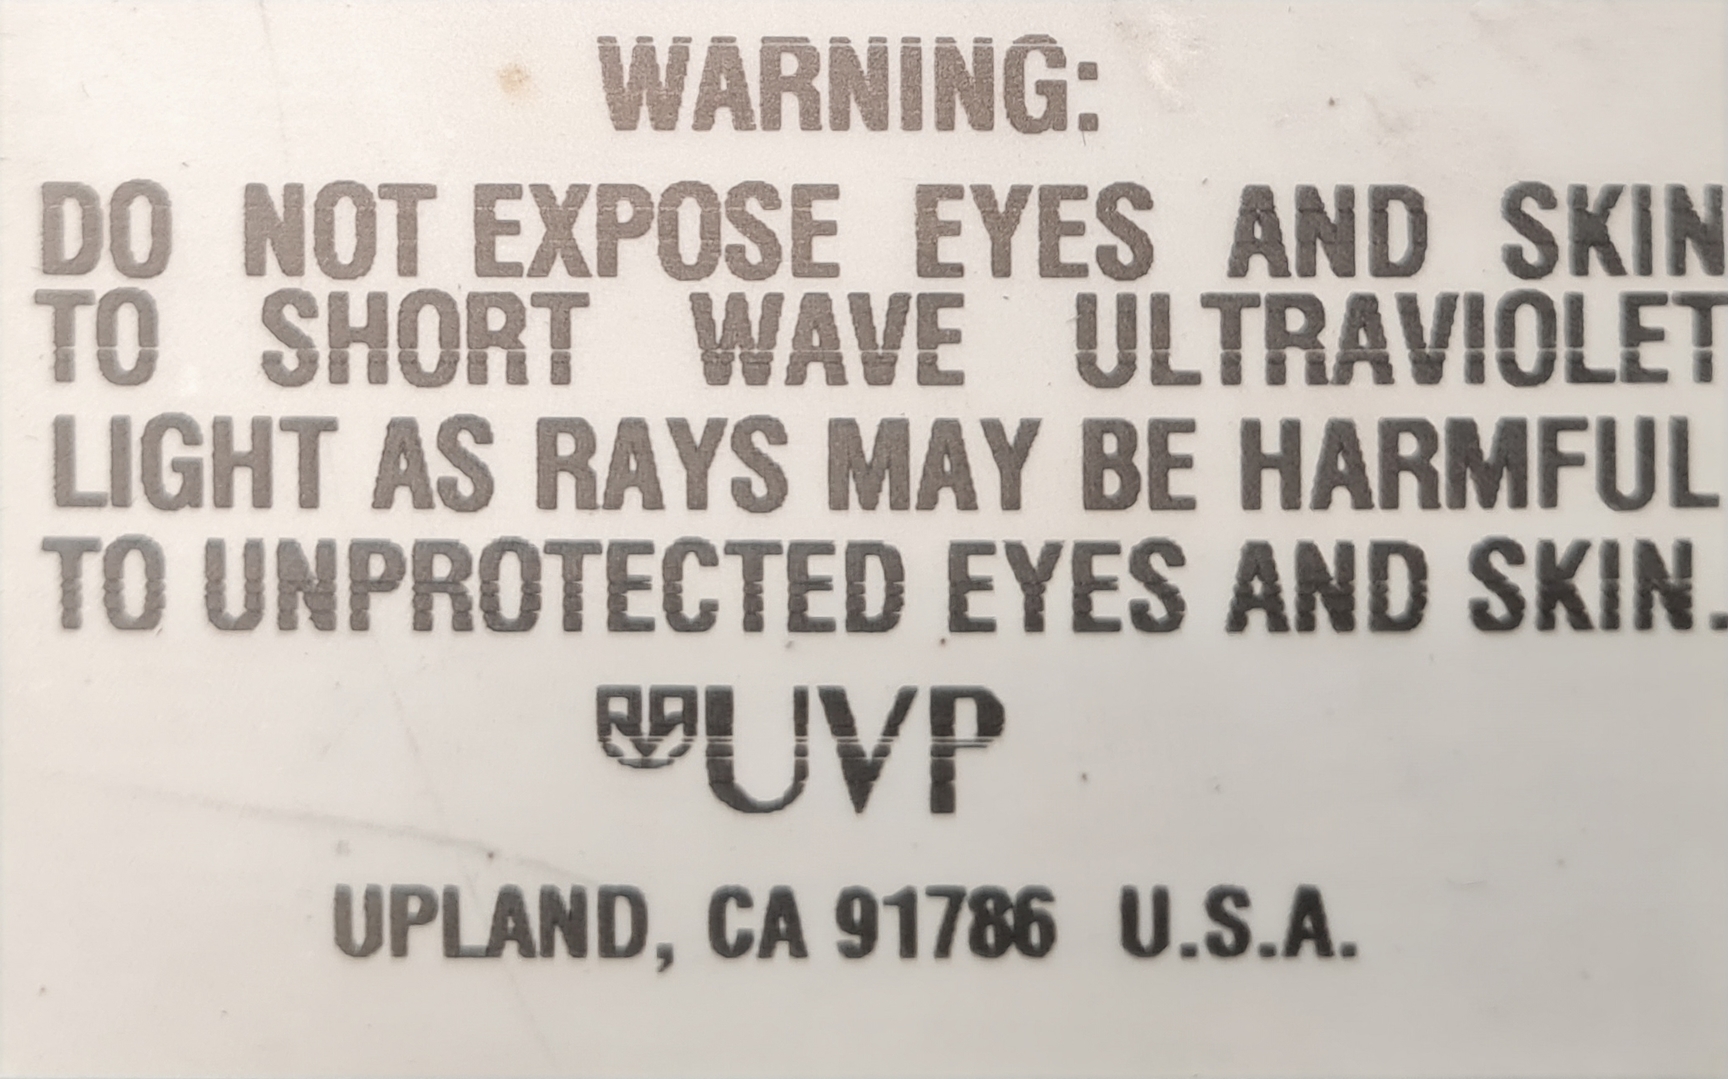 WARNING:
DO NOT EXPOSE EYES AND SKIN
TO SHORT WAVE ULTRAVIOLET
LIGHT AS RAYS MAY BE HARMFUL
TO UNPROTECTED EYES AND SKIN.
UVP
UPLAND, CA 91786 U.S.A.